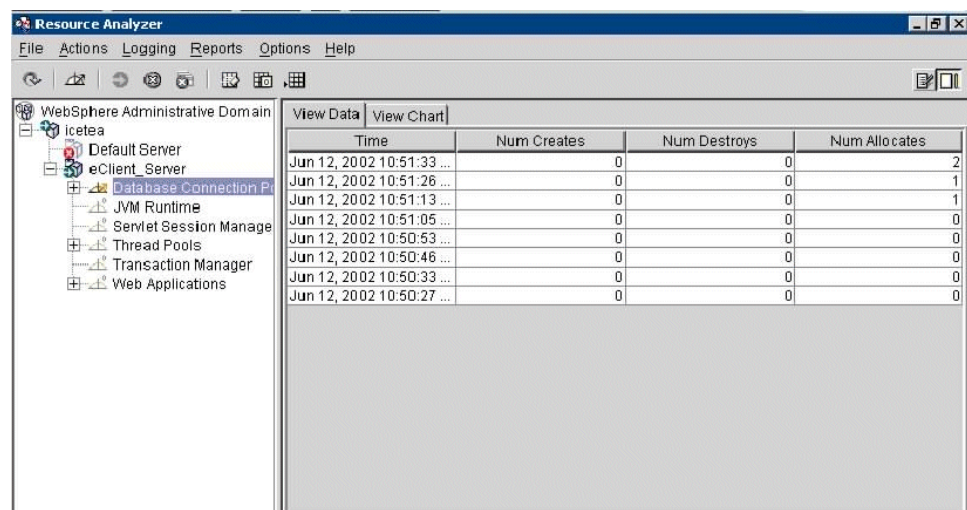 Resource Analyzer
File Actions Logging Reports Options Help
WebSphere Administrative Domain
icetea
Default Server
eClient_Server
Database Connection Po
JVM Runtime
Servlet Session Manage
Thread Pools
Transaction Manager
Web Applications
View Data View Chart
Time Num Creates Num Destroys Num Allocates
Jun 12, 2002 10:51:33 ... 0 0 2
Jun 12, 2002 10:51:26 ... 0 0 1
Jun 12, 2002 10:51:13 ... 0 0 1
Jun 12, 2002 10:51:05 ... 0 0 0
Jun 12, 2002 10:50:53 ... 0 0 0
Jun 12, 2002 10:50:46 ... 0 0 0
Jun 12, 2002 10:50:33 ... 0 0 0
Jun 12, 2002 10:50:27 ... 0 0 0